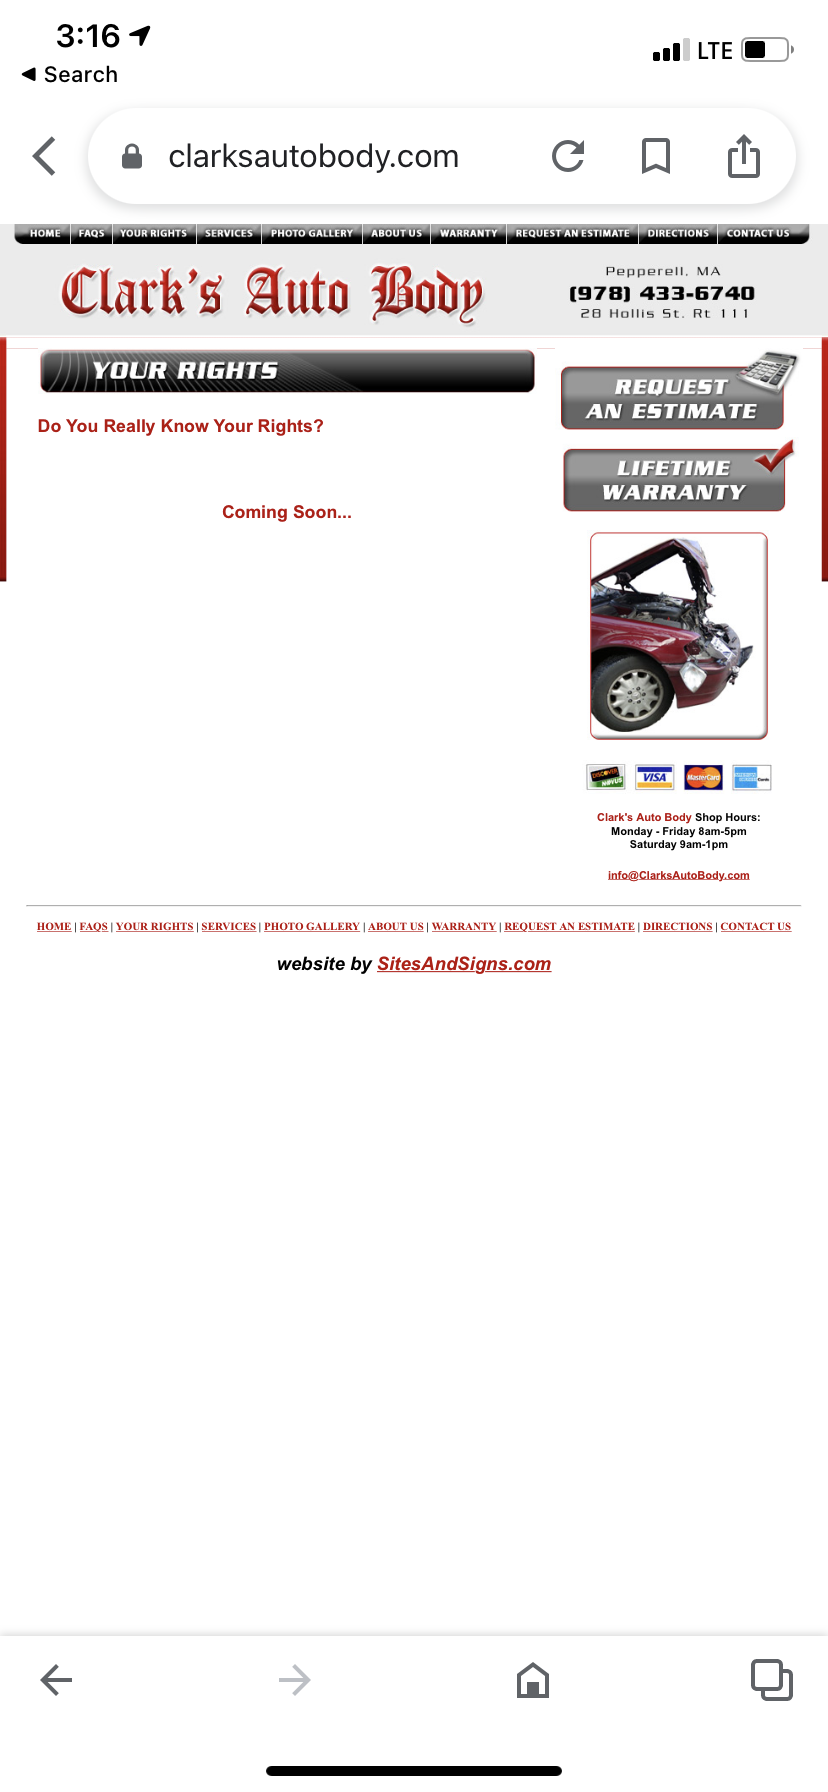 3:16
LTE
Search
clarksautobody.com
HOME FAQS YOUR RIGHTS SERVICES PHOTO GALLERY ABOUT US WARRANTY REQUEST AN ESTIMATE DIRECTIONS CONTACT US
Clark's Auto Body
Pepperell, MA
(978) 433-6740
28 Hollis St. Rt 111
YOUR RIGHTS
Do You Really Know Your Rights?
Coming Soon...
REQUEST
AN ESTIMATE
LIFETIME
WARRANTY
DISCOVER
NOVUS
VISA
MasterCard
Clark's Auto Body Shop Hours:
Monday - Friday 8am-5pm
Saturday 9am-1pm
info@ClarksAutoBody.com
HOME | FAQS | YOUR RIGHTS | SERVICES | PHOTO GALLERY | ABOUT US | WARRANTY | REQUEST AN ESTIMATE | DIRECTIONS | CONTACT US
website by SitesAndSigns.com